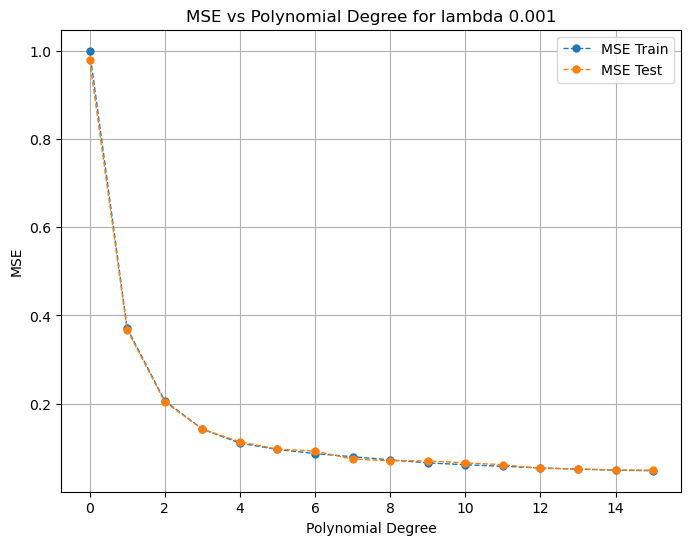 MSE vs Polynomial Degree for lambda 0.001
MSE Train
MSE Test
1.0
0.8
0.6
0.4
0.2
MSE
0 2 4 6 8 10 12 14
Polynomial Degree